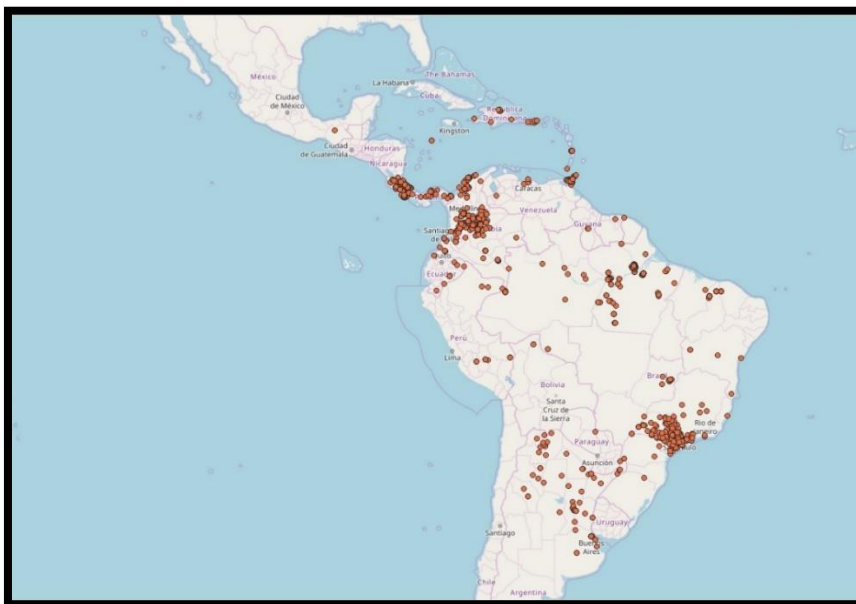 The Bahamas
La Habana
Cuba
México
Ciudad
de México
República
Dominicana
Kingston
Ciudad
de Guatemala
Honduras
Nicaragua
Caracas
Venezuela
Guyana
Ecuador
Perú
Lima
Brasil
Bolivia
Santa
Cruz de
la Sierra
Rio de
Janeiro
Paraguay
Asunción
Uruguay
Santiago
Buenos
Aires
Chile
Argentina